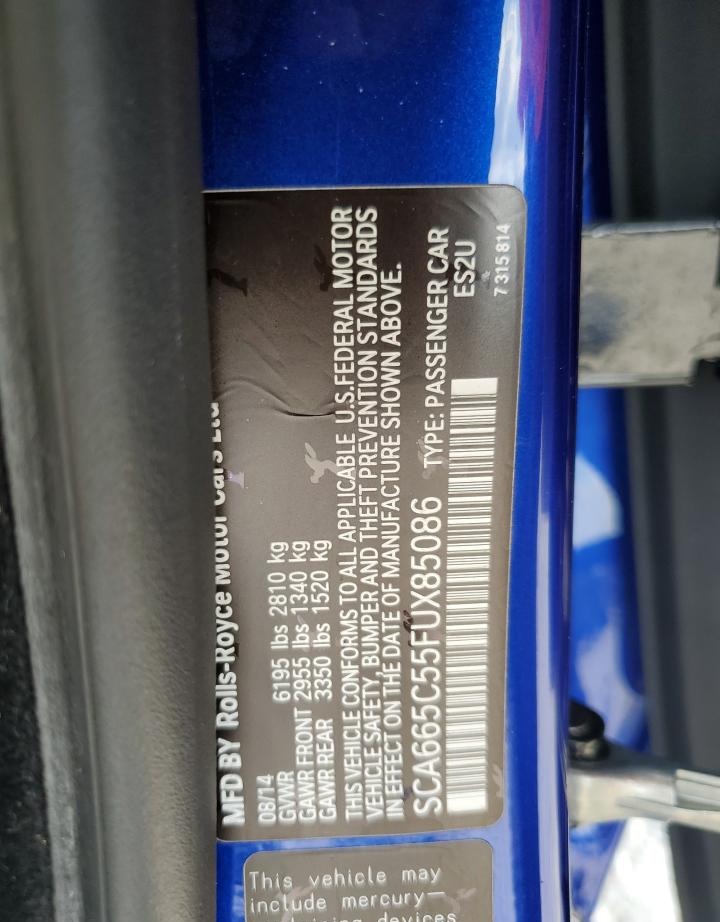 MFD BY Rolls-Royce Motor Cars Ltd
08/14
GVWR 6195 lbs 2810 kg
GAWR FRONT 2955 lbs 1340 kg
GAWR REAR 3350 lbs 1520 kg
THIS VEHICLE CONFORMS TO ALL APPLICABLE U.S.FEDERAL MOTOR
VEHICLE SAFETY, BUMPER AND THEFT PREVENTION STANDARDS
IN EFFECT ON THE DATE OF MANUFACTURE SHOWN ABOVE.
SCA665C55FUX85086 TYPE: PASSENGER CAR
ES2U
7 315 814
This vehicle may
include mercury-
devices